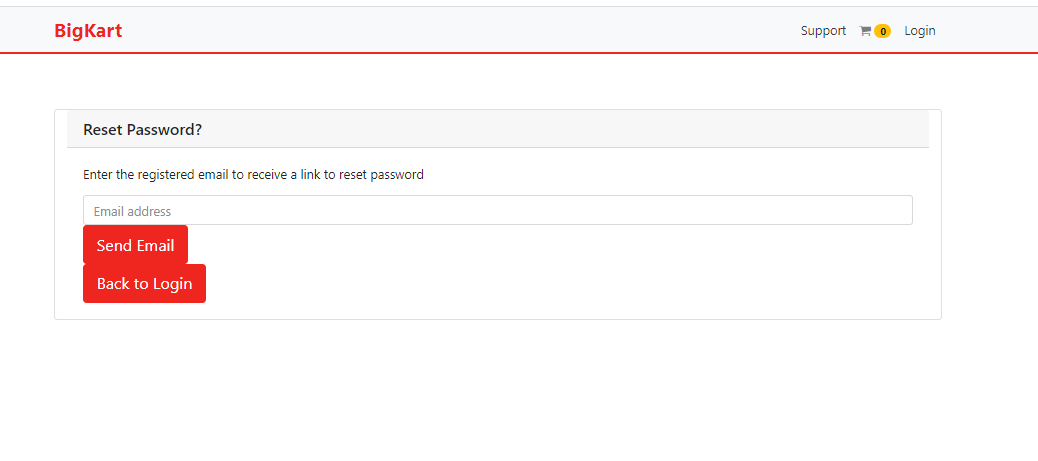 BigKart
Support 0 Login
Reset Password?
Enter the registered email to receive a link to reset password
Email address
Send Email
Back to Login